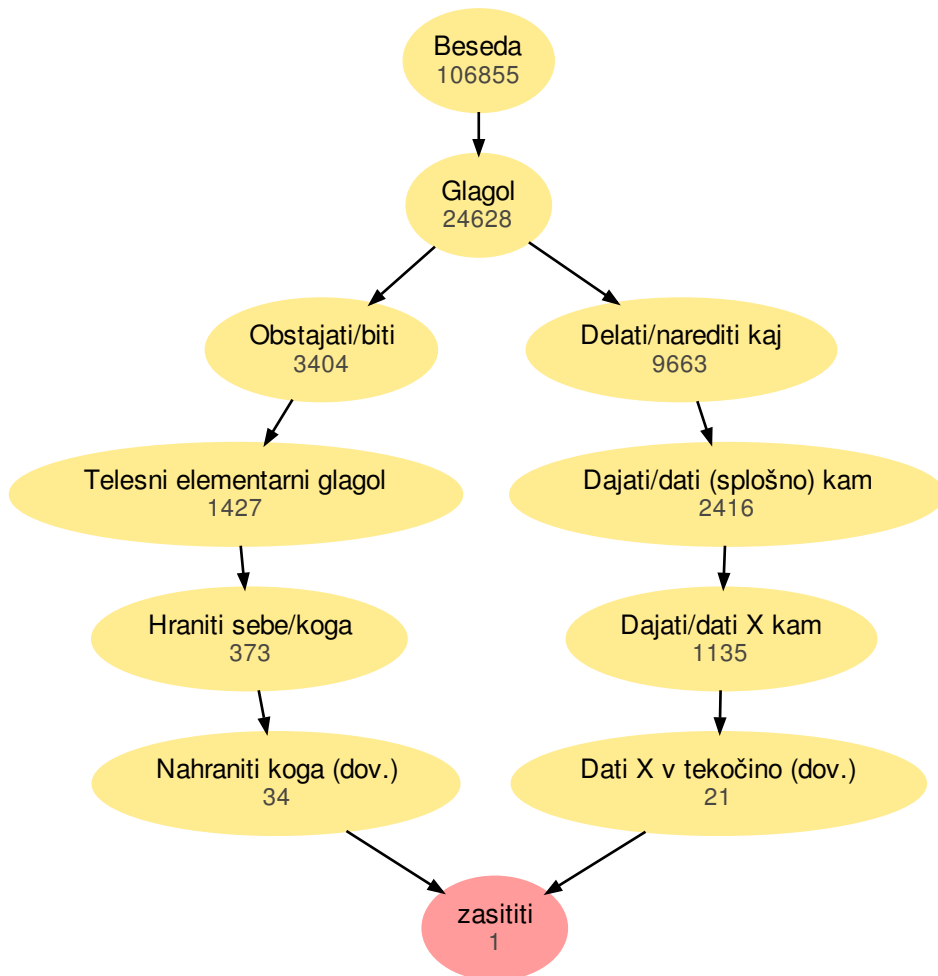 Beseda
106855
Glagol
24628
Obstajati/biti
3404
Delati/narediti kaj
9663
Telesni elementarni glagol
1427
Dajati/dati (splošno) kam
2416
Hraniti sebe/koga
373
Dajati/dati X kam
1135
Nahraniti koga (dov.)
34
Dati X v tekočino (dov.)
21
zasititi
1